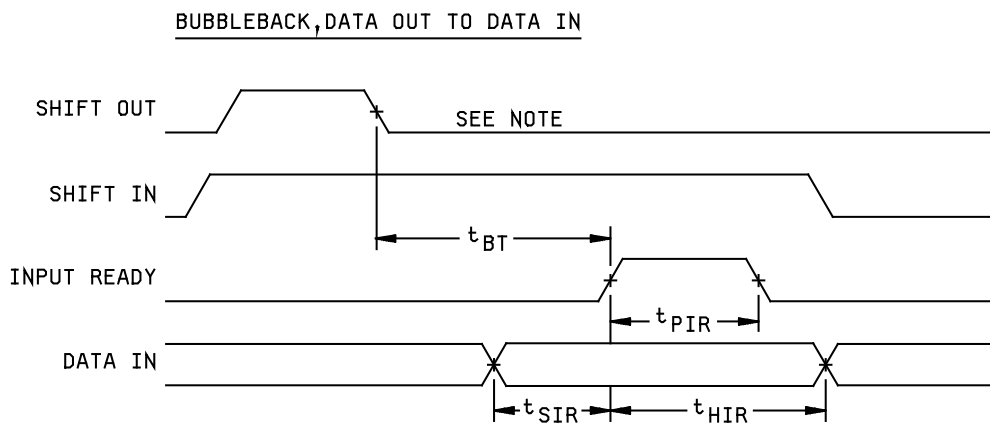 BUBBLEBACK,DATA OUT TO DATA IN
SHIFT OUT
SEE NOTE
SHIFT IN
tBT
INPUT READY
tPIR
DATA IN
tSIR
tHIR